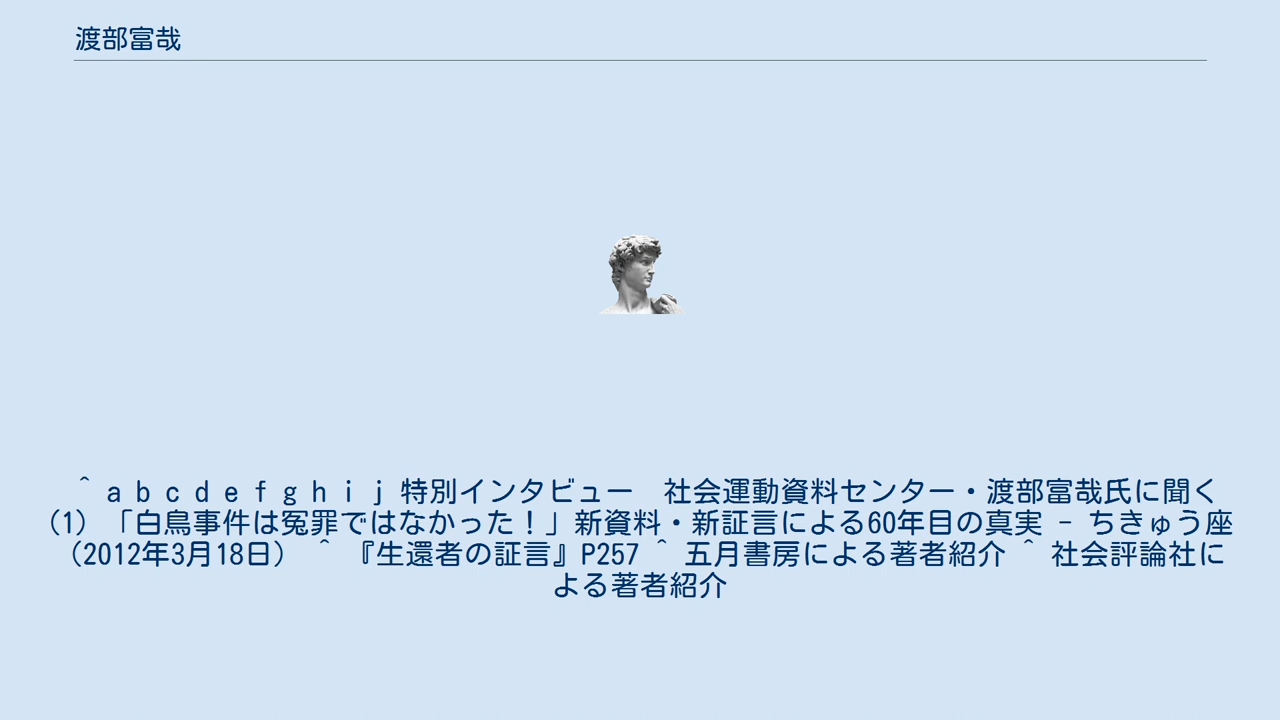 渡部富哉
^ a b c d e f g h i j 特別インタビュー　社会運動資料センター・渡部富哉氏に聞く
（1）「白鳥事件は冤罪ではなかった！」新資料・新証言による60年目の真実 - ちきゅう座
（2012年3月18日） ^ 『生還者の証言』P257 ^ 五月書房による著者紹介 ^ 社会評論社に
よる著者紹介